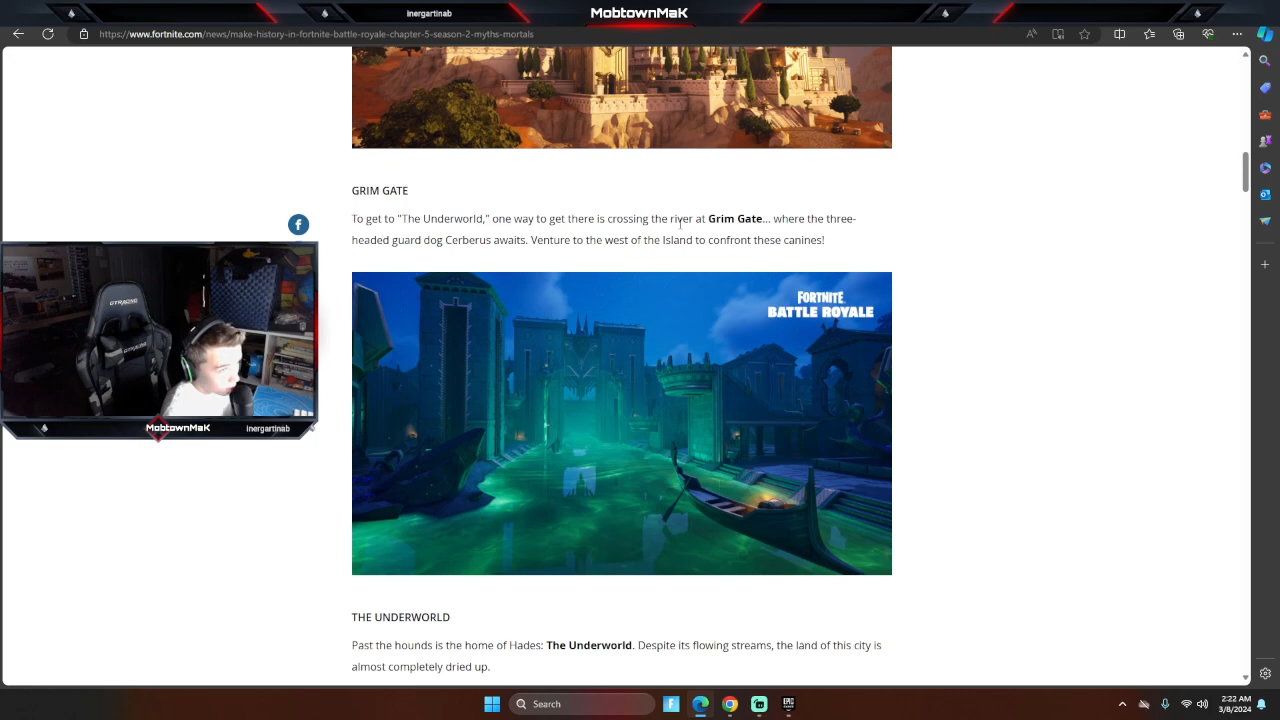 inergartinab
MobtownMaK
https://www.fortnite.com/news/make-history-in-fortnite-battle-royale-chapter-5-season-2-myths-mortals
GRIM GATE
To get to "The Underworld," one way to get there is crossing the river at Grim Gate... where the three-
headed guard dog Cerberus awaits. Venture to the west of the Island to confront these canines!
FORTNITE
BATTLE ROYALE
GTRACING
GTRACING
MobtownMaK
inergartinab
THE UNDERWORLD
Past the hounds is the home of Hades: The Underworld. Despite its flowing streams, the land of this city is
almost completely dried up.
Search
EPIC
GAMES
2:22 AM
3/8/2024